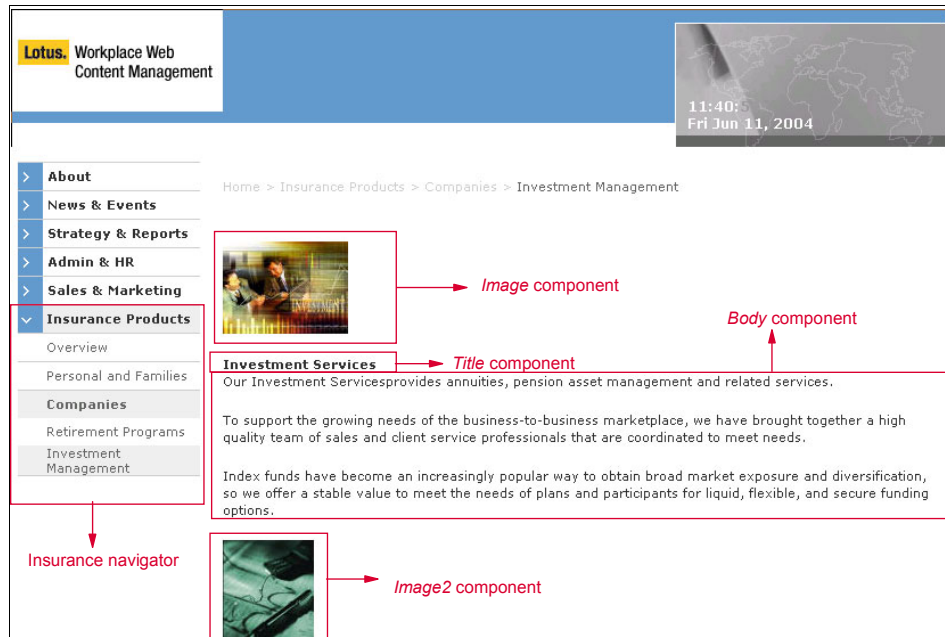 Lotus. Workplace Web
Content Management
11:40:
Fri Jun 11, 2004
About
News & Events
Strategy & Reports
Admin & HR
Sales & Marketing
Insurance Products
Overview
Personal and Families
Companies
Retirement Programs
Investment
Management
Insurance navigator
Home > Insurance Products > Companies > Investment Management
INVESTMENT
Image component
Body component
Investment Services
Title component
Our Investment Servicesprovides annuities, pension asset management and related services.
To support the growing needs of the business-to-business marketplace, we have brought together a high
quality team of sales and client service professionals that are coordinated to meet needs.
Index funds have become an increasingly popular way to obtain broad market exposure and diversification,
so we offer a stable value to meet the needs of plans and participants for liquid, flexible, and secure funding
options.
Image2 component